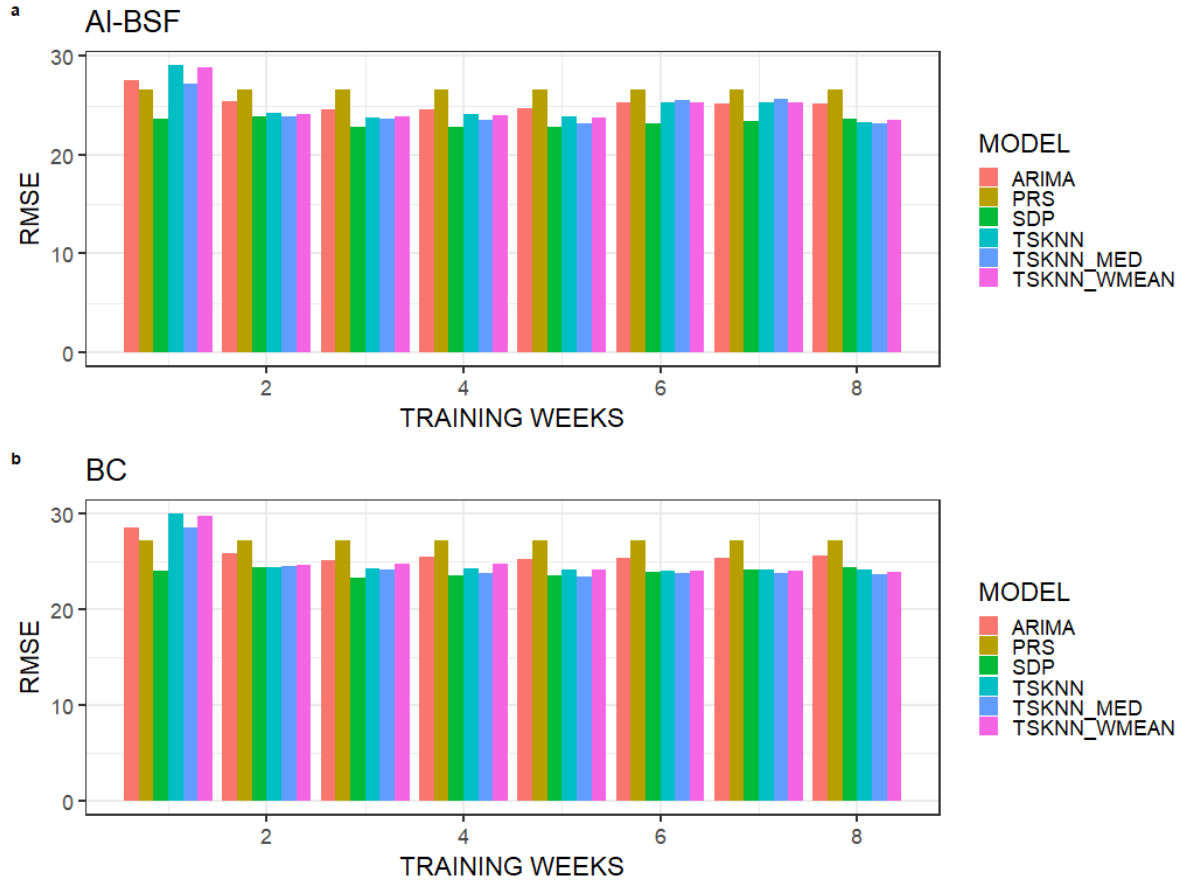 a
AI-BSF
30
20
10
0
RMSE
2 4 6 8
TRAINING WEEKS
MODEL
ARIMA
PRS
SDP
TSKNN
TSKNN_MED
TSKNN_WMEAN
b
BC
30
20
10
0
RMSE
2 4 6 8
TRAINING WEEKS
MODEL
ARIMA
PRS
SDP
TSKNN
TSKNN_MED
TSKNN_WMEAN